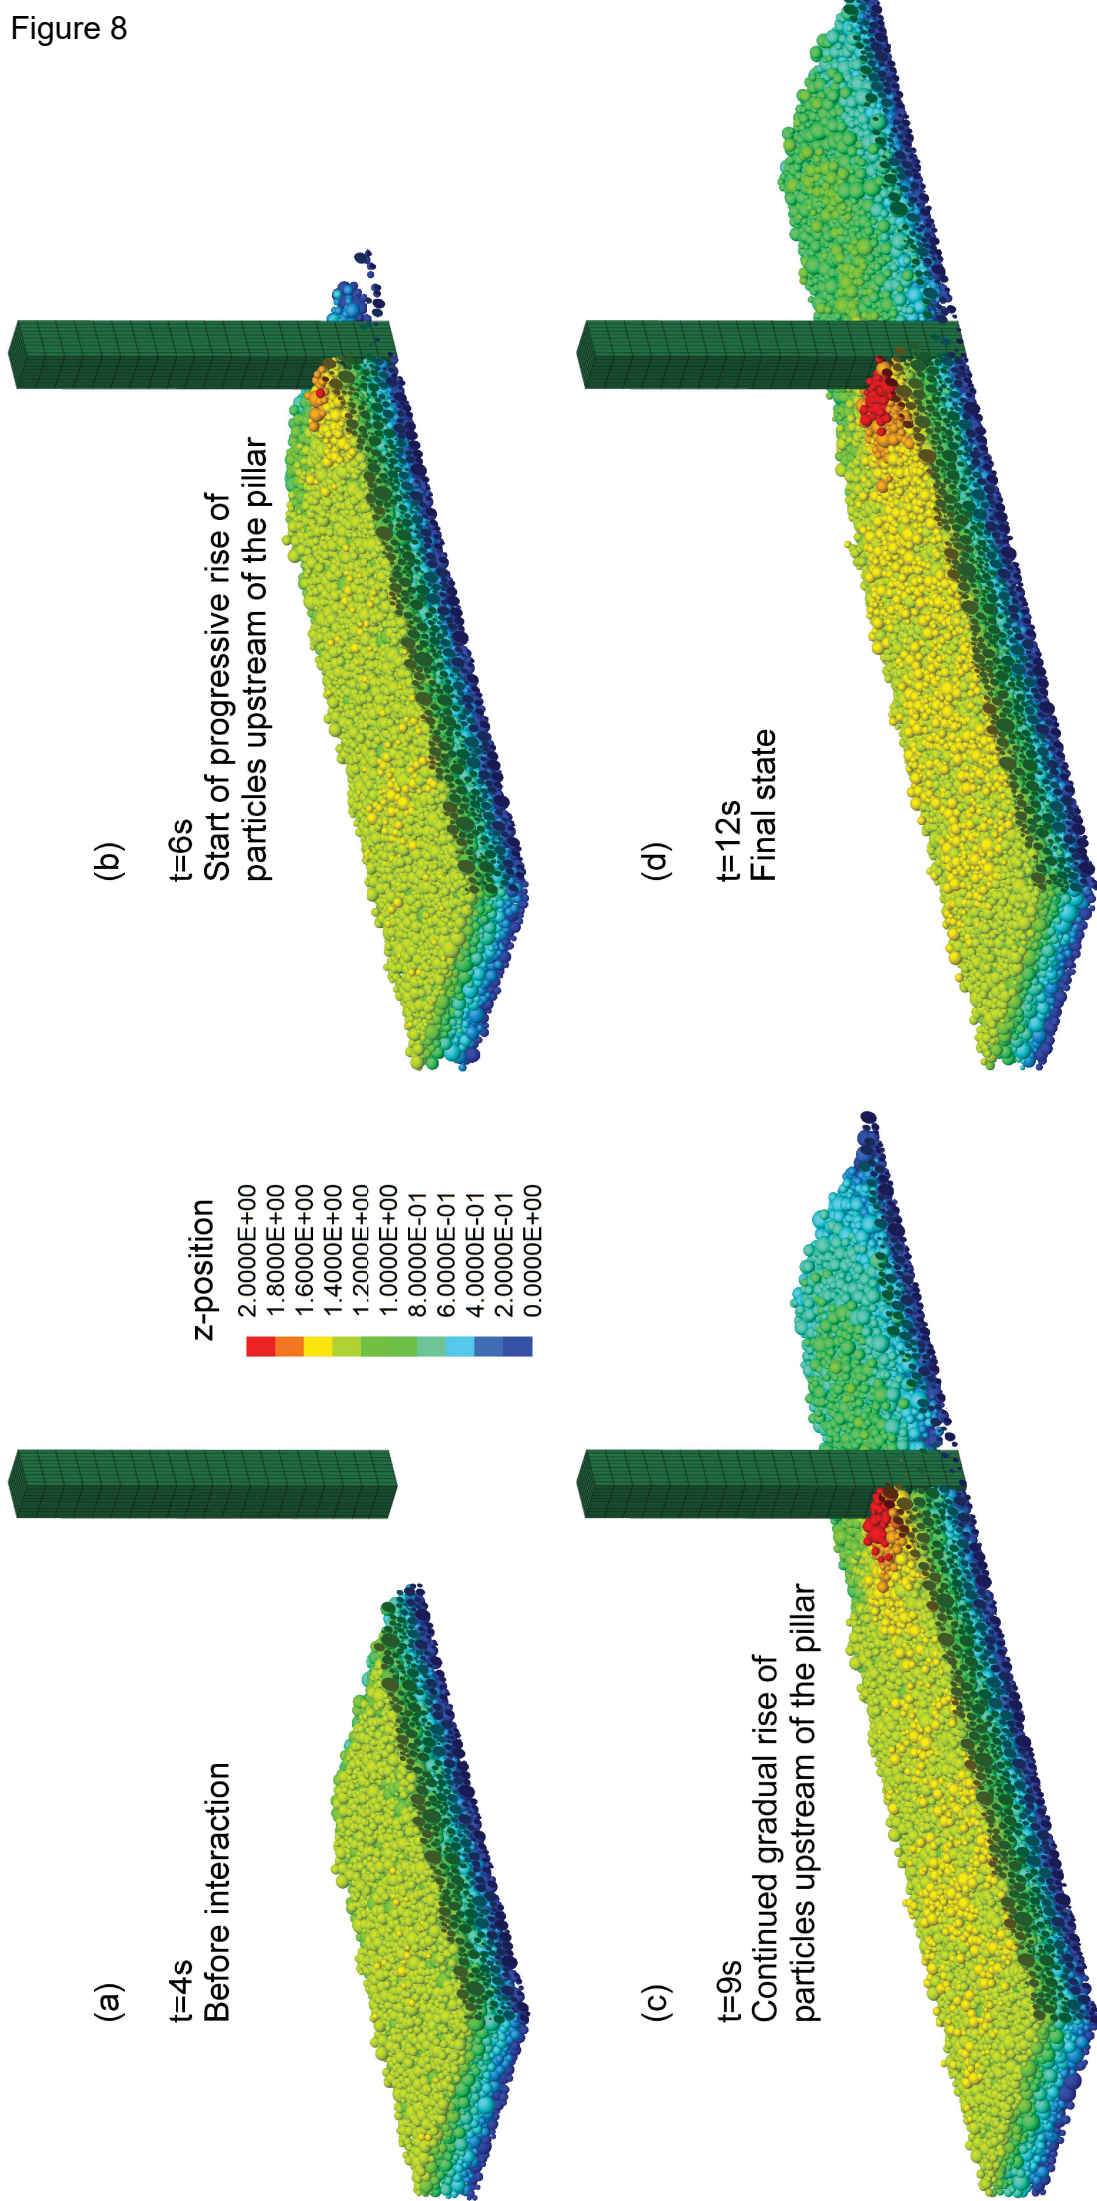 Figure 8
(a)
t=4s
Before interaction
z-position
2.0000E+00
1.8000E+00
1.6000E+00
1.4000E+00
1.2000E+00
1.0000E+00
8.0000E-01
6.0000E-01
4.0000E-01
2.0000E-01
0.0000E+00
(b)
t=6s
Start of progressive rise of
particles upstream of the pillar
(c)
t=9s
Continued gradual rise of
particles upstream of the pillar
(d)
t=12s
Final state